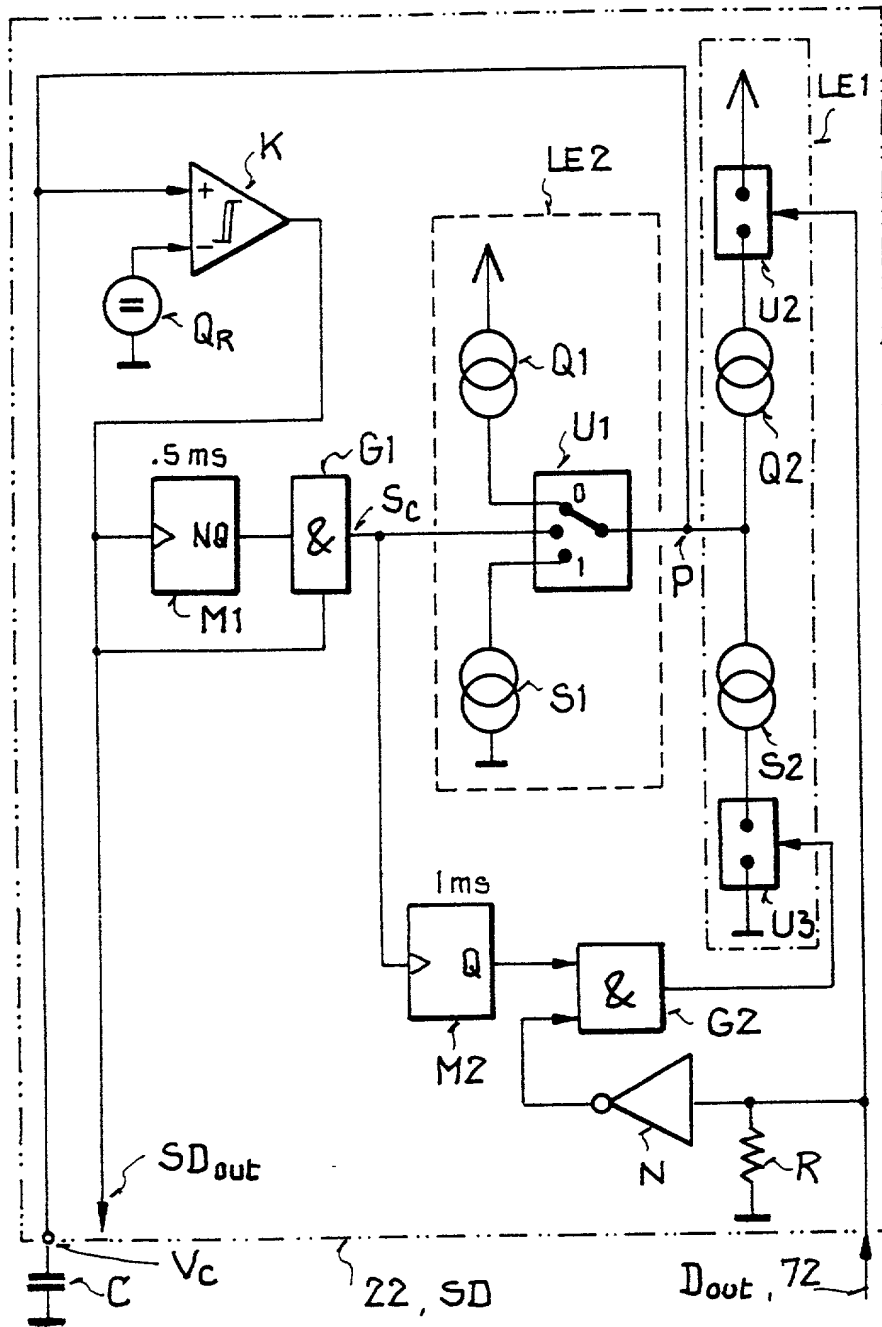 LE1
K
LE2
+
−
=
QR
U2
Q1
Q2
.5ms
G1
U1
Sc
0
NQ
&
1
P
M1
S1
S2
1ms
U3
Q
&
G2
M2
N
R
SDout
Vc
C
22, SD
Dout, 72